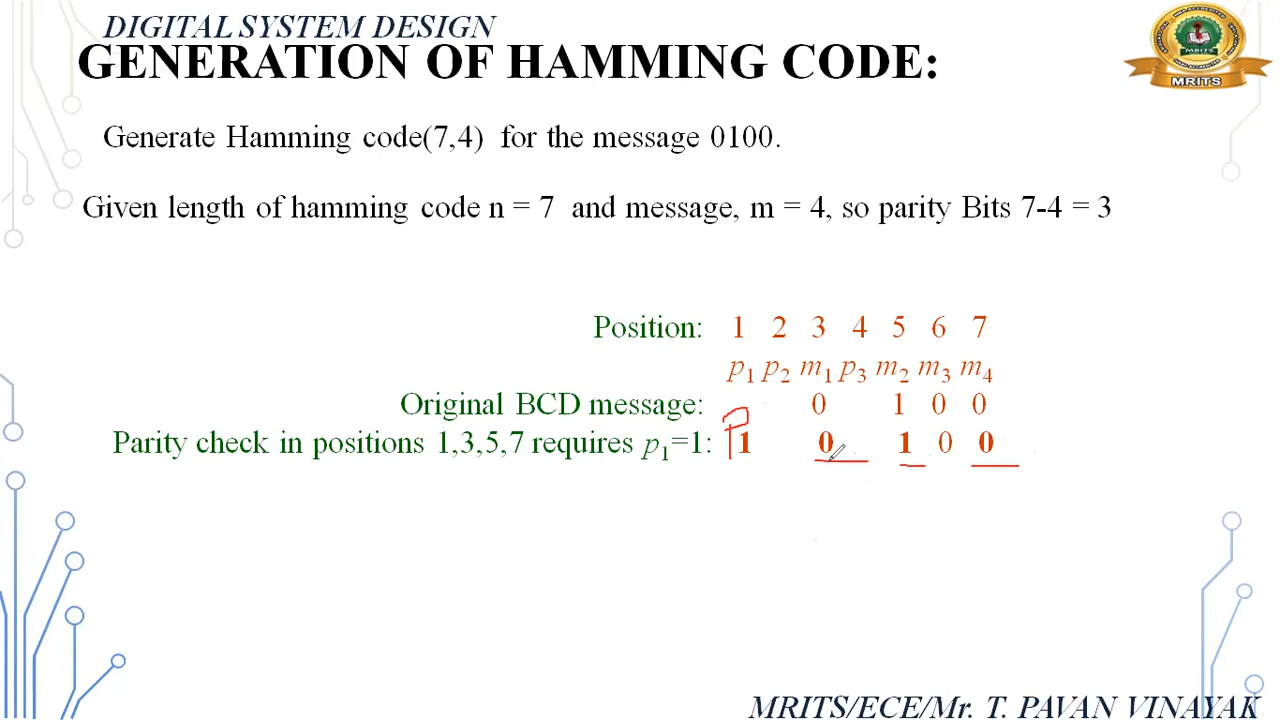 DIGITAL SYSTEM DESIGN
GENERATION OF HAMMING CODE:
MRITS
Generate Hamming code(7,4) for the message 0100.
Given length of hamming code n = 7 and message, m = 4, so parity Bits 7-4 = 3
Position: 1 2 3 4 5 6 7
p1 p2 m1 p3 m2 m3 m4
Original BCD message: 0 1 0 0
Parity check in positions 1,3,5,7 requires p1=1: 1 0 1 0 0
MRITS/ECE/Mr. T. PAVAN VINAYAK